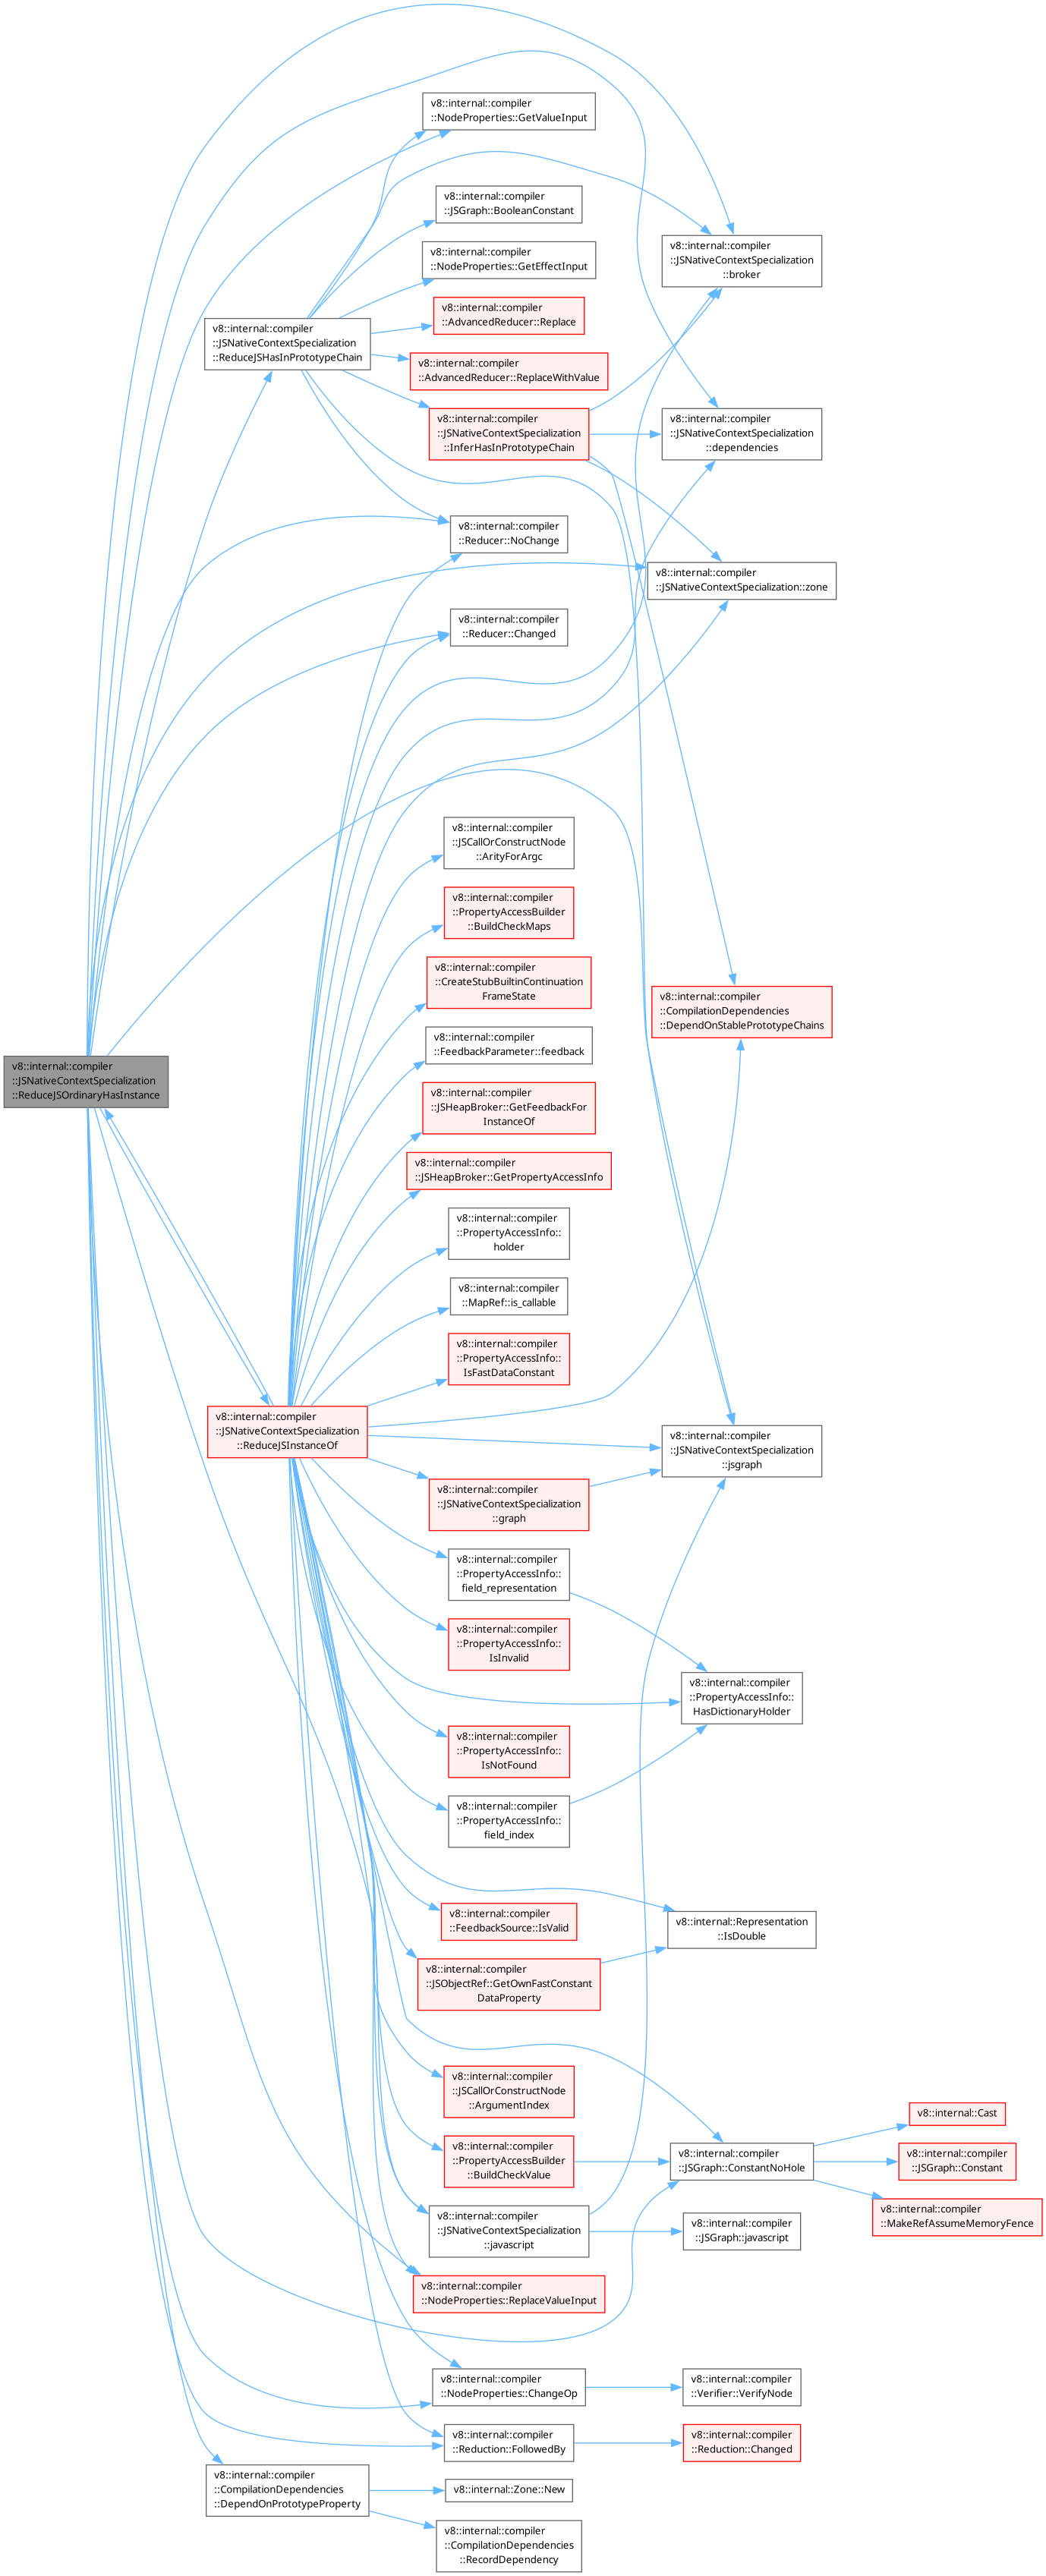 v8::internal::compiler
::NodeProperties::GetValueInput
v8::internal::compiler
::JSGraph::BooleanConstant
v8::internal::compiler
::JSNativeContextSpecialization
::broker
v8::internal::compiler
::NodeProperties::GetEffectInput
v8::internal::compiler
::AdvancedReducer::Replace
v8::internal::compiler
::JSNativeContextSpecialization
::ReduceJSHasInPrototypeChain
v8::internal::compiler
::AdvancedReducer::ReplaceWithValue
v8::internal::compiler
::JSNativeContextSpecialization
::InferHasInPrototypeChain
v8::internal::compiler
::JSNativeContextSpecialization
::dependencies
v8::internal::compiler
::Reducer::NoChange
v8::internal::compiler
::JSNativeContextSpecialization::zone
v8::internal::compiler
::Reducer::Changed
v8::internal::compiler
::JSCallOrConstructNode
::ArityForArgc
v8::internal::compiler
::PropertyAccessBuilder
::BuildCheckMaps
v8::internal::compiler
::CreateStubBuiltinContinuation
FrameState
v8::internal::compiler
::CompilationDependencies
::DependOnStablePrototypeChains
v8::internal::compiler
::FeedbackParameter::feedback
v8::internal::compiler
::JSNativeContextSpecialization
::ReduceJSOrdinaryHasInstance
v8::internal::compiler
::JSHeapBroker::GetFeedbackFor
InstanceOf
v8::internal::compiler
::JSHeapBroker::GetPropertyAccessInfo
v8::internal::compiler
::PropertyAccessInfo::
holder
v8::internal::compiler
::MapRef::is_callable
v8::internal::compiler
::PropertyAccessInfo::
IsFastDataConstant
v8::internal::compiler
::JSNativeContextSpecialization
::ReduceJSInstanceOf
v8::internal::compiler
::JSNativeContextSpecialization
::jsgraph
v8::internal::compiler
::JSNativeContextSpecialization
::graph
v8::internal::compiler
::PropertyAccessInfo::
field_representation
v8::internal::compiler
::PropertyAccessInfo::
IsInvalid
v8::internal::compiler
::PropertyAccessInfo::
HasDictionaryHolder
v8::internal::compiler
::PropertyAccessInfo::
IsNotFound
v8::internal::compiler
::PropertyAccessInfo::
field_index
v8::internal::compiler
::FeedbackSource::IsValid
v8::internal::Representation
::IsDouble
v8::internal::compiler
::JSObjectRef::GetOwnFastConstant
DataProperty
v8::internal::compiler
::JSCallOrConstructNode
::ArgumentIndex
v8::internal::Cast
v8::internal::compiler
::PropertyAccessBuilder
::BuildCheckValue
v8::internal::compiler
::JSGraph::ConstantNoHole
v8::internal::compiler
::JSGraph::Constant
v8::internal::compiler
::MakeRefAssumeMemoryFence
v8::internal::compiler
::JSNativeContextSpecialization
::javascript
v8::internal::compiler
::JSGraph::javascript
v8::internal::compiler
::NodeProperties::ReplaceValueInput
v8::internal::compiler
::NodeProperties::ChangeOp
v8::internal::compiler
::Verifier::VerifyNode
v8::internal::compiler
::Reduction::FollowedBy
v8::internal::compiler
::Reduction::Changed
v8::internal::compiler
::CompilationDependencies
::DependOnPrototypeProperty
v8::internal::Zone::New
v8::internal::compiler
::CompilationDependencies
::RecordDependency